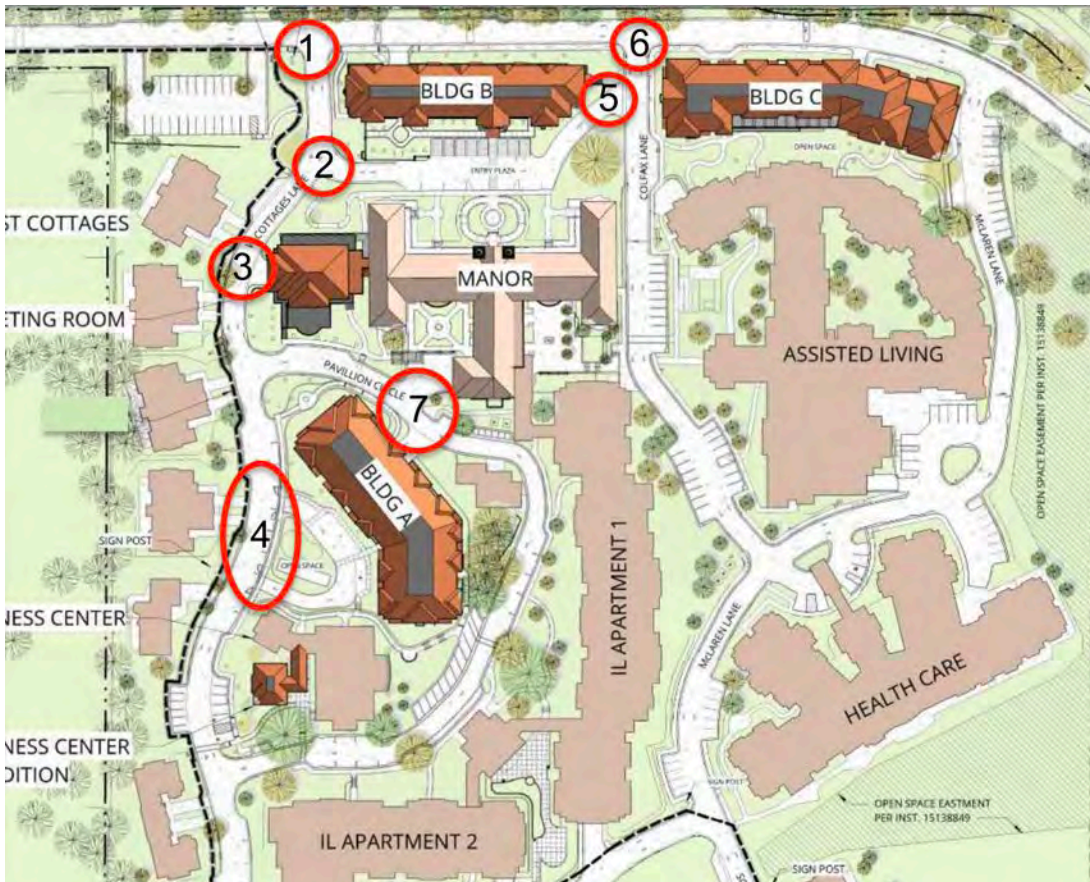 1
6
BLDG B
5
BLDG C
2
ENTRY PLAZA
COLFAX LANE
OPEN SPACE
COTTAGES
ST COTTAGES
3
MANOR
McLAREN LANE
ETING ROOM
ASSISTED LIVING
OPEN SPACE EASEMENT PER INST. 15138849
PAVILLION CIRCLE
7
BLDG A
4
SIGN POST
OPEN SPACE
IL APARTMENT 1
NESS CENTER
McLAREN LANE
HEALTH CARE
NESS CENTER
DITION.
SIGN POST
OPEN SPACE EASTMENT
PER INST. 15138849
IL APARTMENT 2
SIGN POST